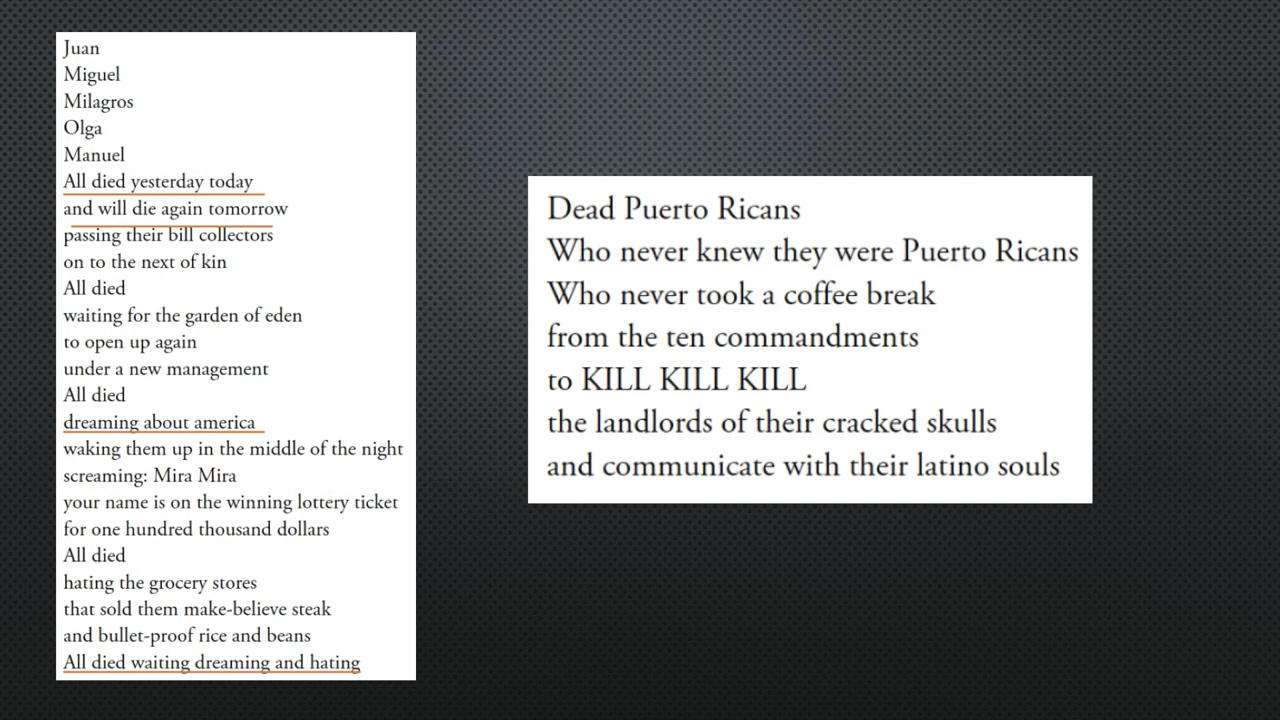 Juan
Miguel
Milagros
Olga
Manuel
All died yesterday today
and will die again tomorrow
passing their bill collectors
on to the next of kin
All died
waiting for the garden of eden
to open up again
under a new management
All died
dreaming about america
waking them up in the middle of the night
screaming: Mira Mira
your name is on the winning lottery ticket
for one hundred thousand dollars
All died
hating the grocery stores
that sold them make-believe steak
and bullet-proof rice and beans
All died waiting dreaming and hating
Dead Puerto Ricans
Who never knew they were Puerto Ricans
Who never took a coffee break
from the ten commandments
to KILL KILL KILL
the landlords of their cracked skulls
and communicate with their latino souls